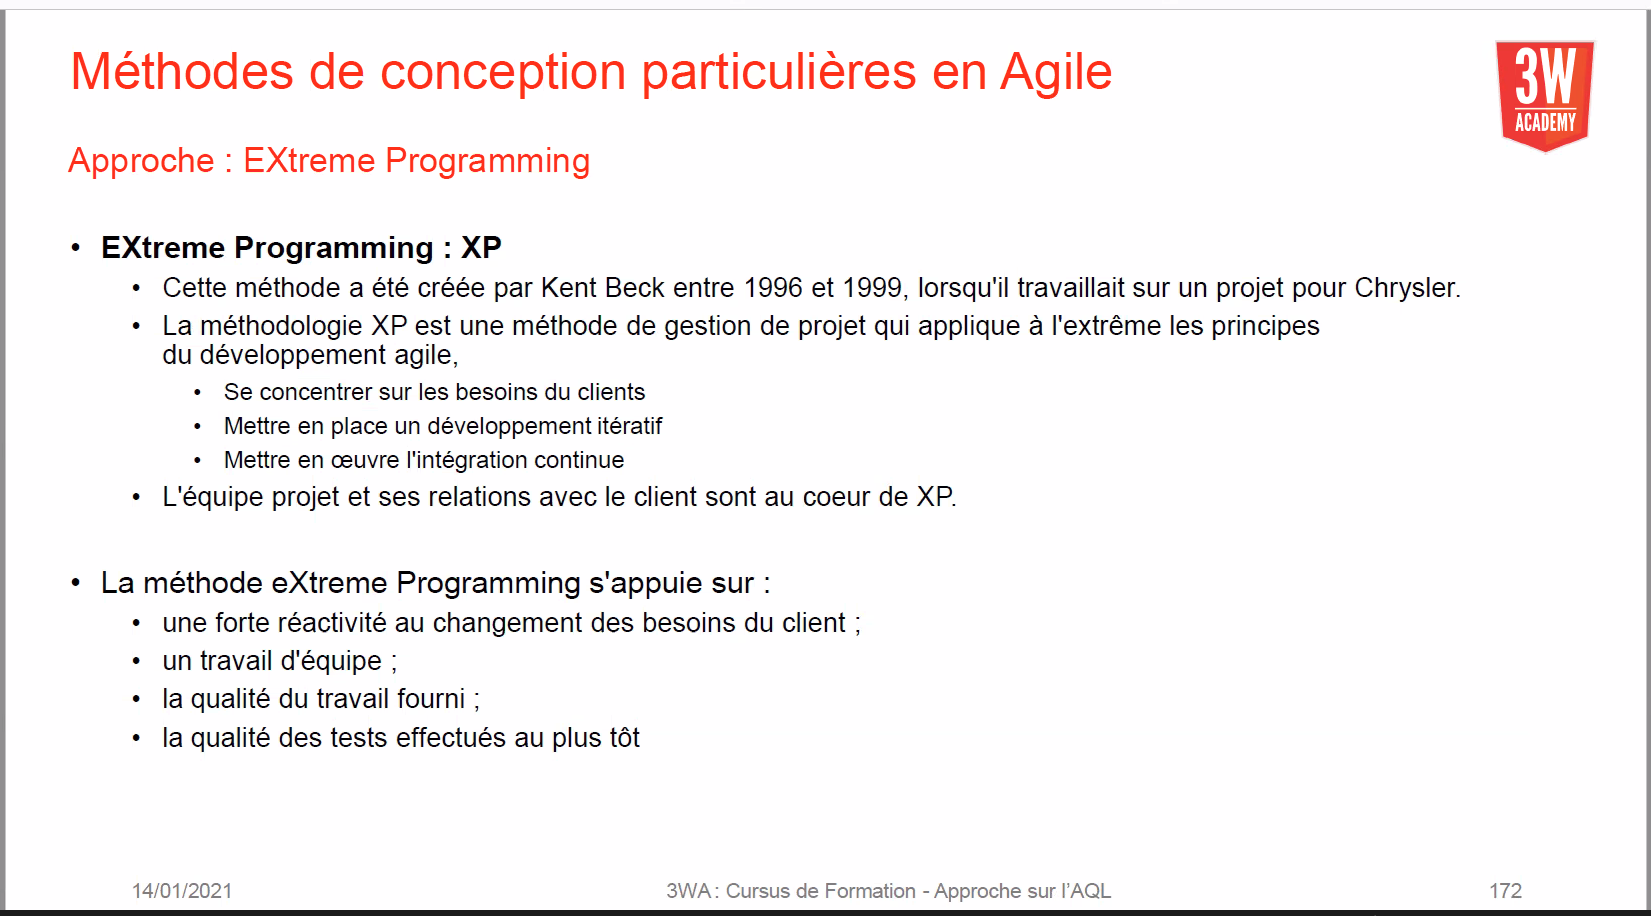 Méthodes de conception particulières en Agile
3W
ACADEMY
Approche : EXtreme Programming
• EXtreme Programming : XP
• Cette méthode a été créée par Kent Beck entre 1996 et 1999, lorsqu'il travaillait sur un projet pour Chrysler.
• La méthodologie XP est une méthode de gestion de projet qui applique à l'extrême les principes
du développement agile,
• Se concentrer sur les besoins du clients
• Mettre en place un développement itératif
• Mettre en œuvre l'intégration continue
• L'équipe projet et ses relations avec le client sont au coeur de XP.
• La méthode eXtreme Programming s'appuie sur :
• une forte réactivité au changement des besoins du client ;
• un travail d'équipe ;
• la qualité du travail fourni ;
• la qualité des tests effectués au plus tôt
14/01/2021
3WA : Cursus de Formation - Approche sur l’AQL
172